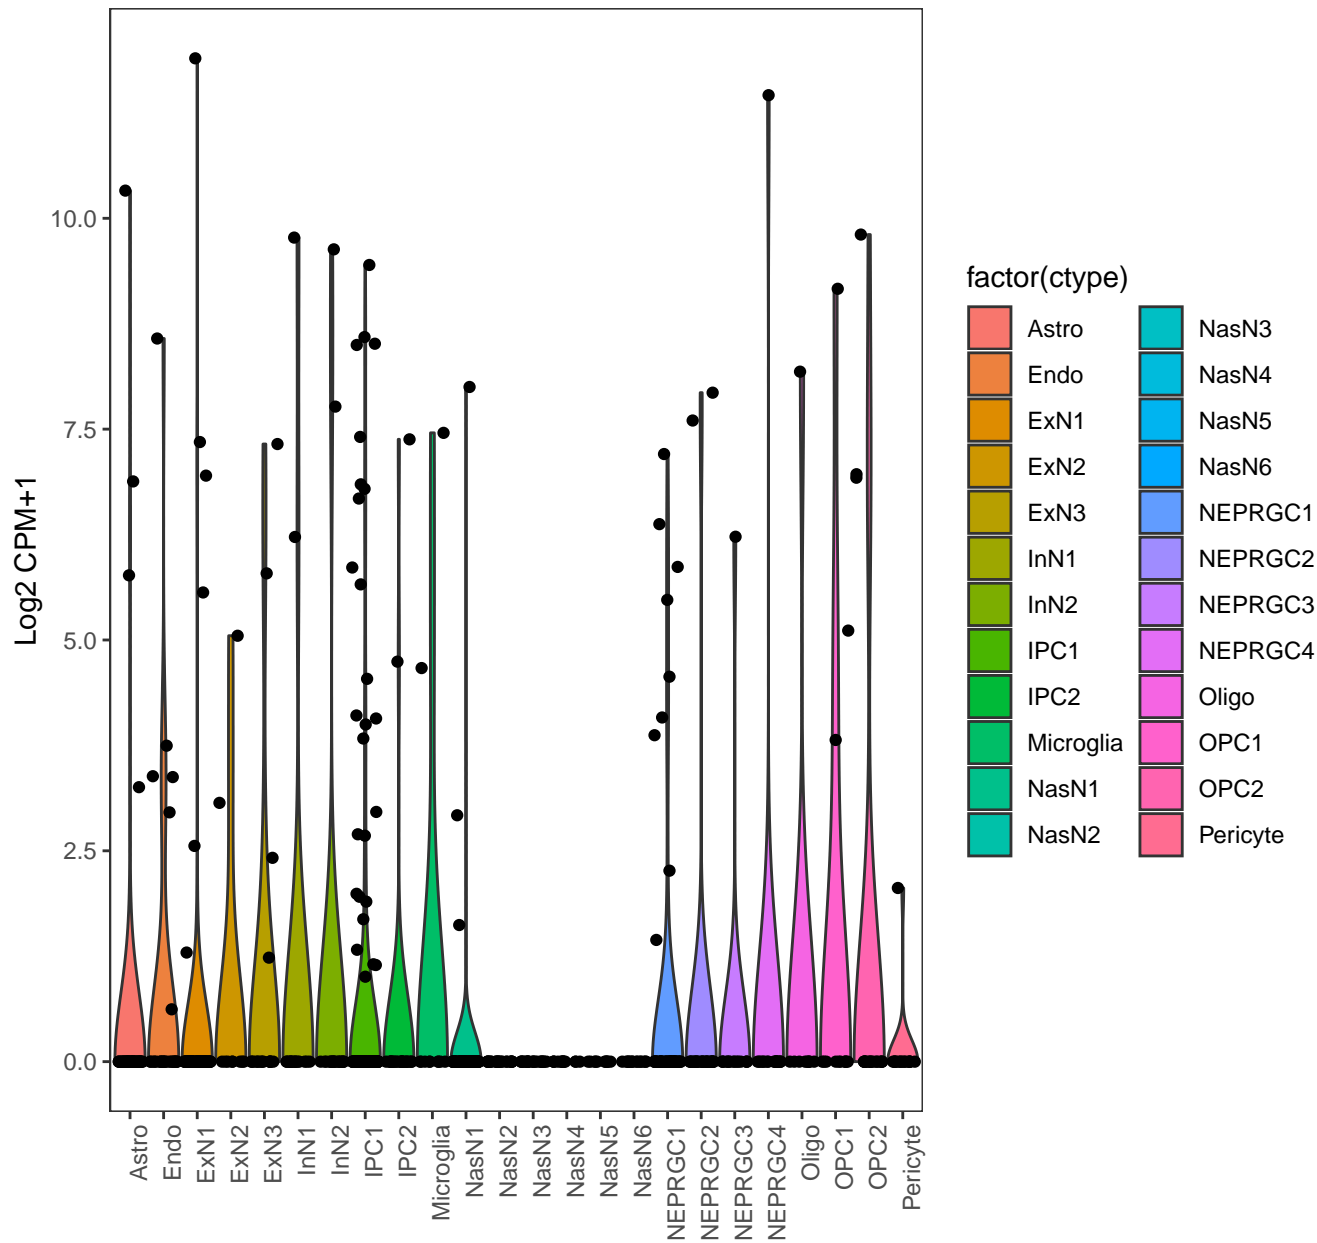 Log2 CPM+1
10.0
7.5
5.0
2.5
0.0
Astro
Endo
ExN1
ExN2
ExN3
InN1
InN2
IPC1
IPC2
Microglia
NasN1
NasN2
NasN3
NasN4
NasN5
NasN6
NEPRGC1
NEPRGC2
NEPRGC3
NEPRGC4
Oligo
OPC1
OPC2
Pericyte
factor(ctype)
Astro
Endo
ExN1
ExN2
ExN3
InN1
InN2
IPC1
IPC2
Microglia
NasN1
NasN2
NasN3
NasN4
NasN5
NasN6
NEPRGC1
NEPRGC2
NEPRGC3
NEPRGC4
Oligo
OPC1
OPC2
Pericyte